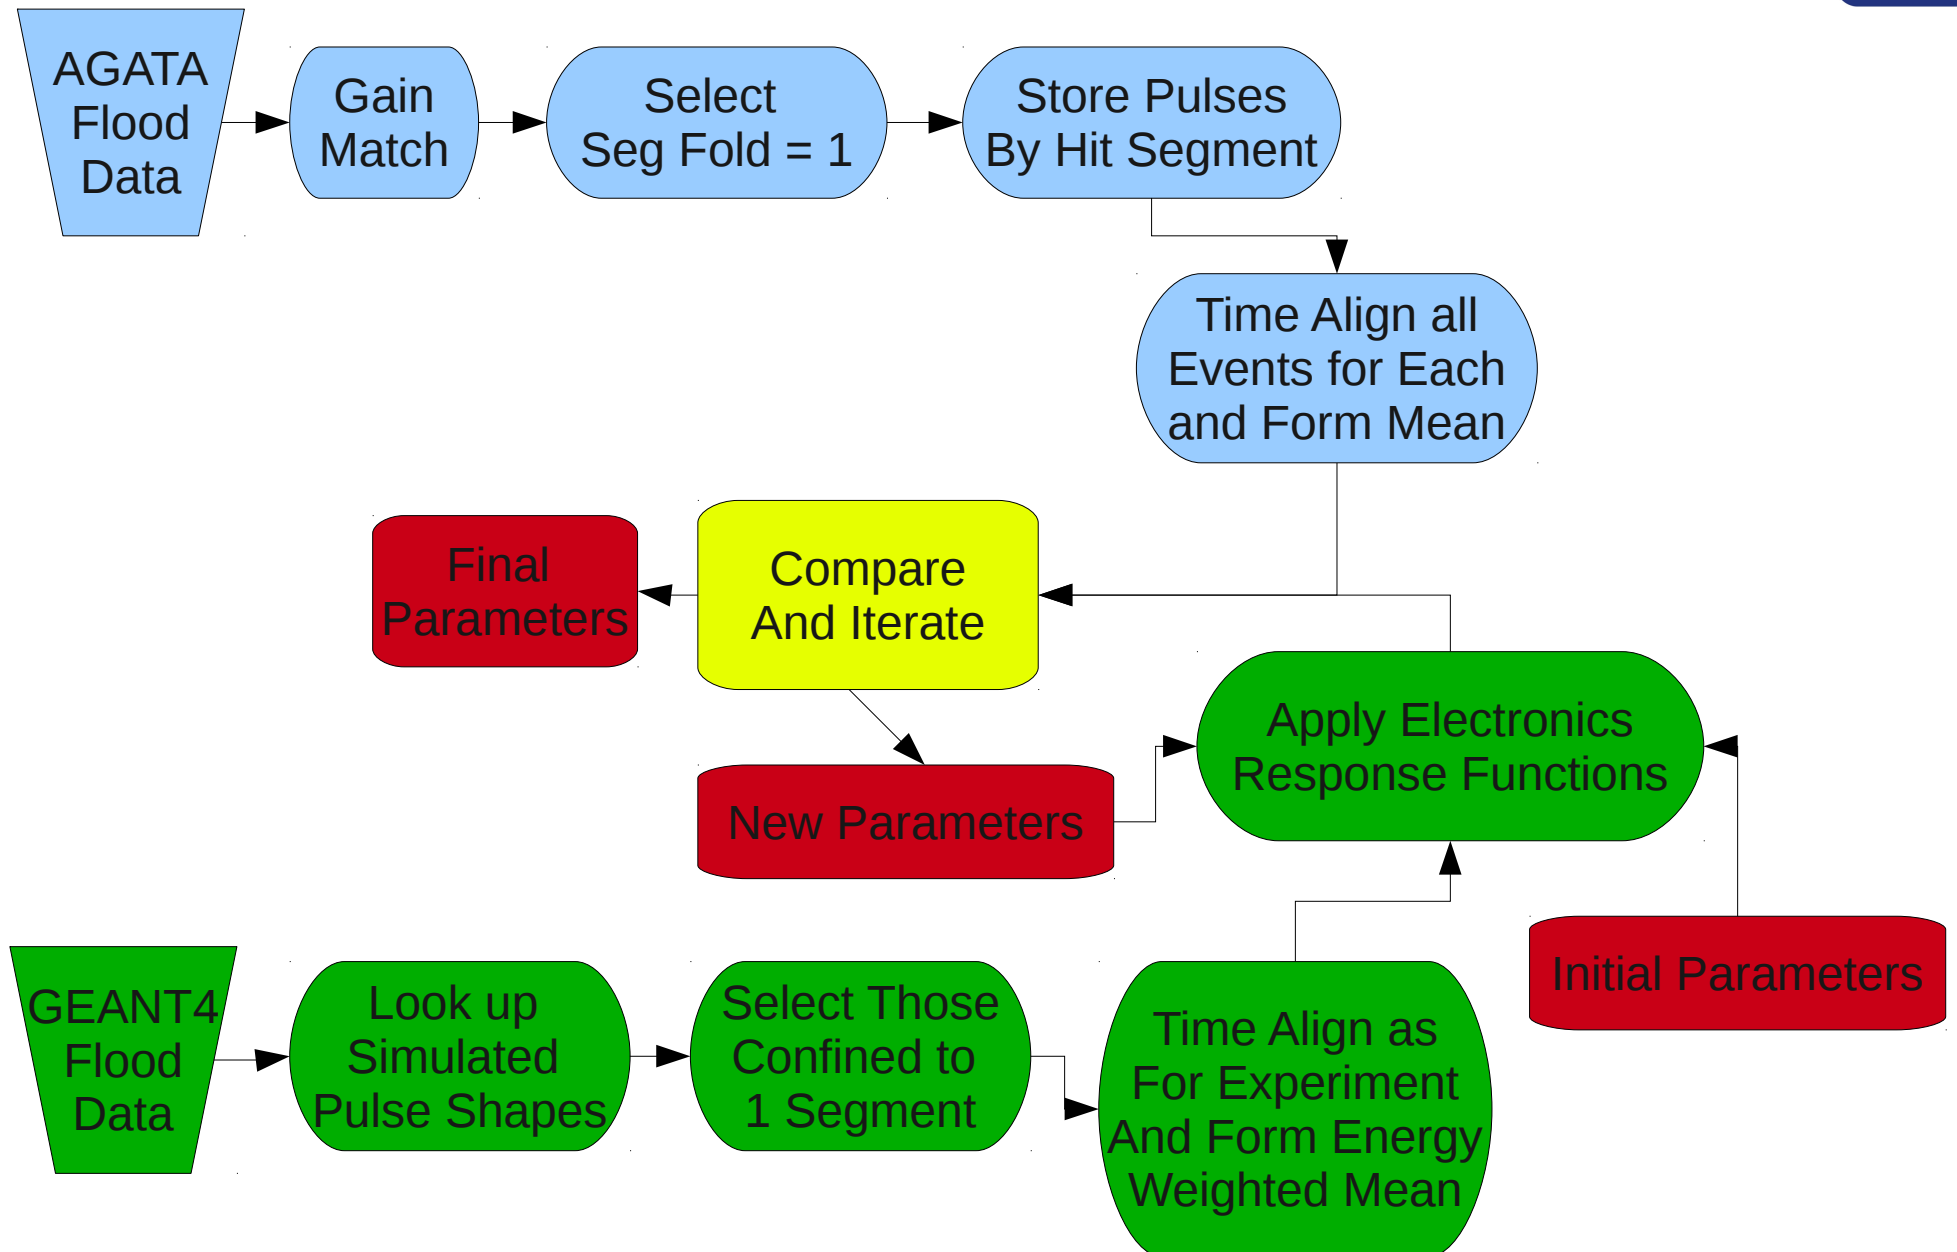 AGATA
Flood
Data
Gain
Match
Select
Seg Fold = 1
Store Pulses
By Hit Segment
Time Align all
Events for Each
and Form Mean
Final
Parameters
Compare
And Iterate
New Parameters
Apply Electronics
Response Functions
Initial Parameters
GEANT4
Flood
Data
Look up
Simulated
Pulse Shapes
Select Those
Confined to
1 Segment
Time Align as
For Experiment
And Form Energy
Weighted Mean